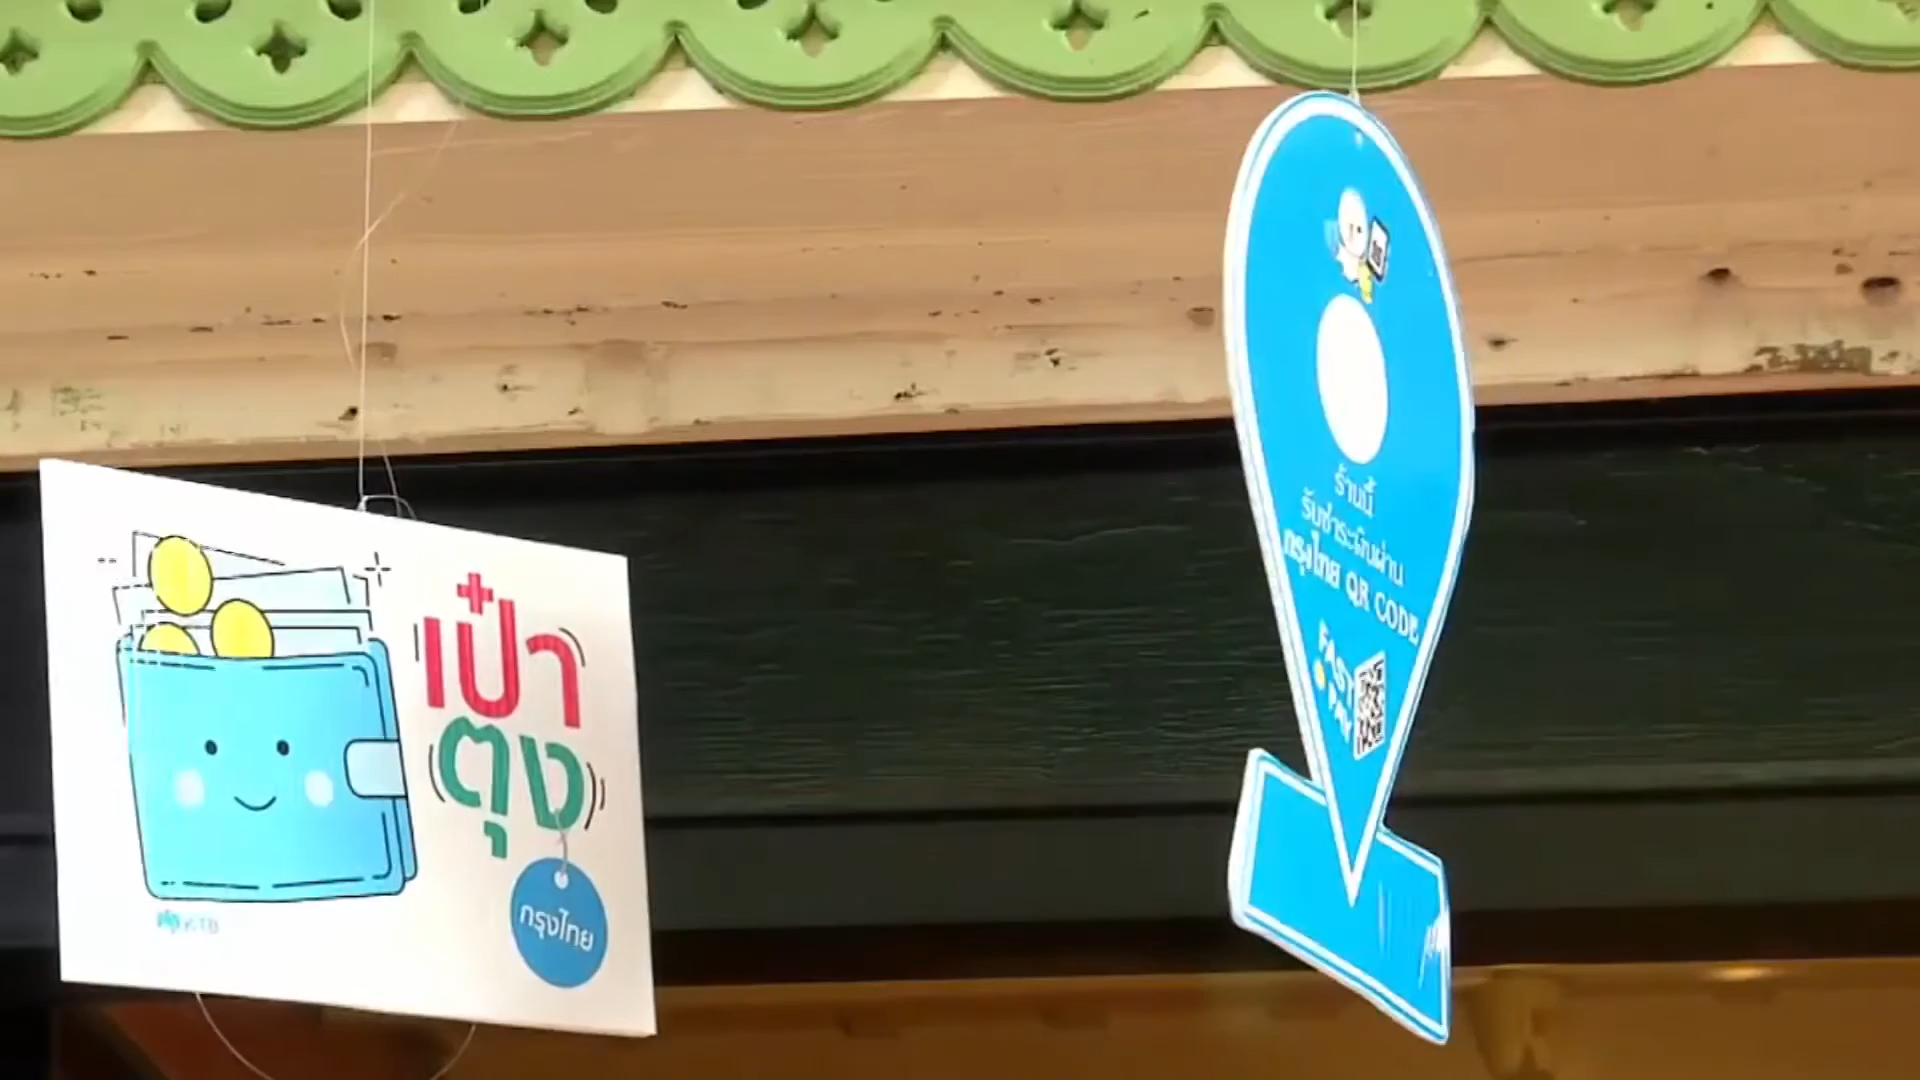 เป๋า
ตุง
กรุงไทย
KTB
ร้านนี้
รับชำระเงินผ่าน
กรุงไทย QR CODE
FAST
PAY